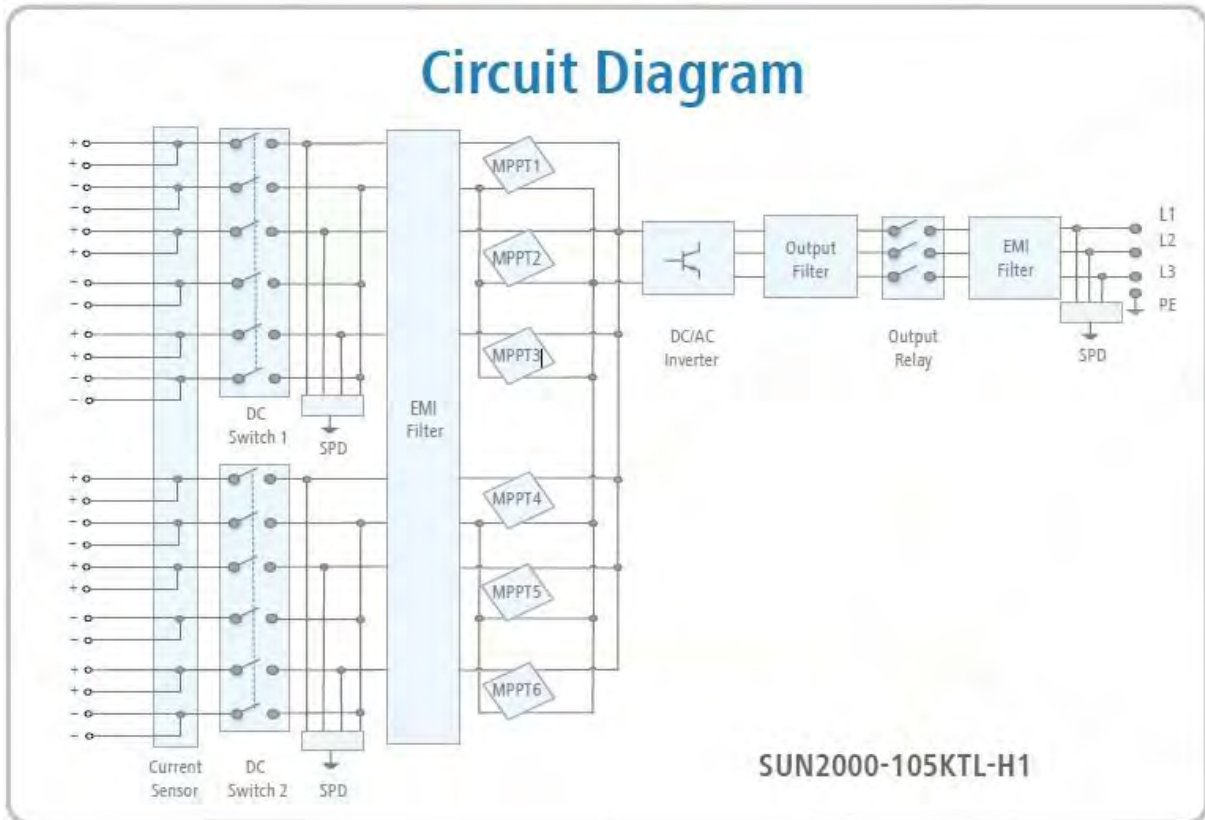 Circuit Diagram
+
+
-
-
+
+
-
-
+
+
-
-
DC
Switch 1
SPD
+
+
-
-
+
+
-
-
+
+
-
-
Current
Sensor
DC
Switch 2
SPD
EMI
Filter
MPPT1
MPPT2
MPPT3
MPPT4
MPPT5
MPPT6
DC/AC
Inverter
Output
Filter
Output
Relay
EMI
Filter
L1
L2
L3
PE
SPD
SUN2000-105KTL-H1